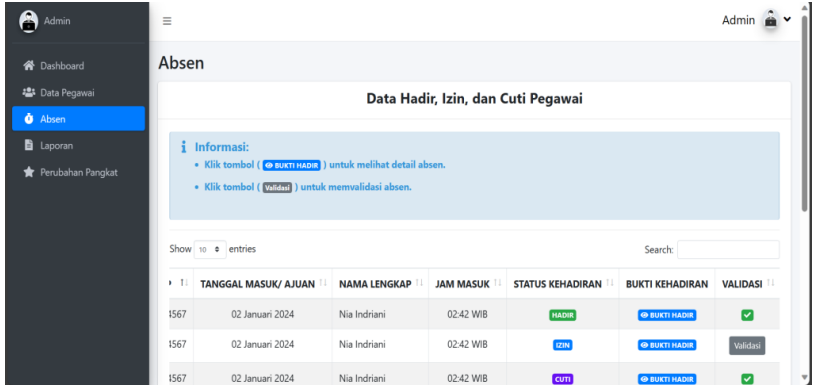 Admin
Admin
Dashboard
Data Pegawai
Absen
Laporan
Perubahan Pangkat
Absen
Data Hadir, Izin, dan Cuti Pegawai
Informasi:
• Klik tombol ( BUKTI HADIR ) untuk melihat detail absen.
• Klik tombol ( Validasi ) untuk memvalidasi absen.
Show 10 entries Search:
TANGGAL MASUK/ AJUAN NAMA LENGKAP JAM MASUK STATUS KEHADIRAN BUKTI KEHADIRAN VALIDASI
4567 02 Januari 2024 Nia Indriani 02:42 WIB HADIR BUKTI HADIR
4567 02 Januari 2024 Nia Indriani 02:42 WIB IZIN BUKTI HADIR Validasi
4567 02 Januari 2024 Nia Indriani 02:42 WIB CUTI BUKTI HADIR